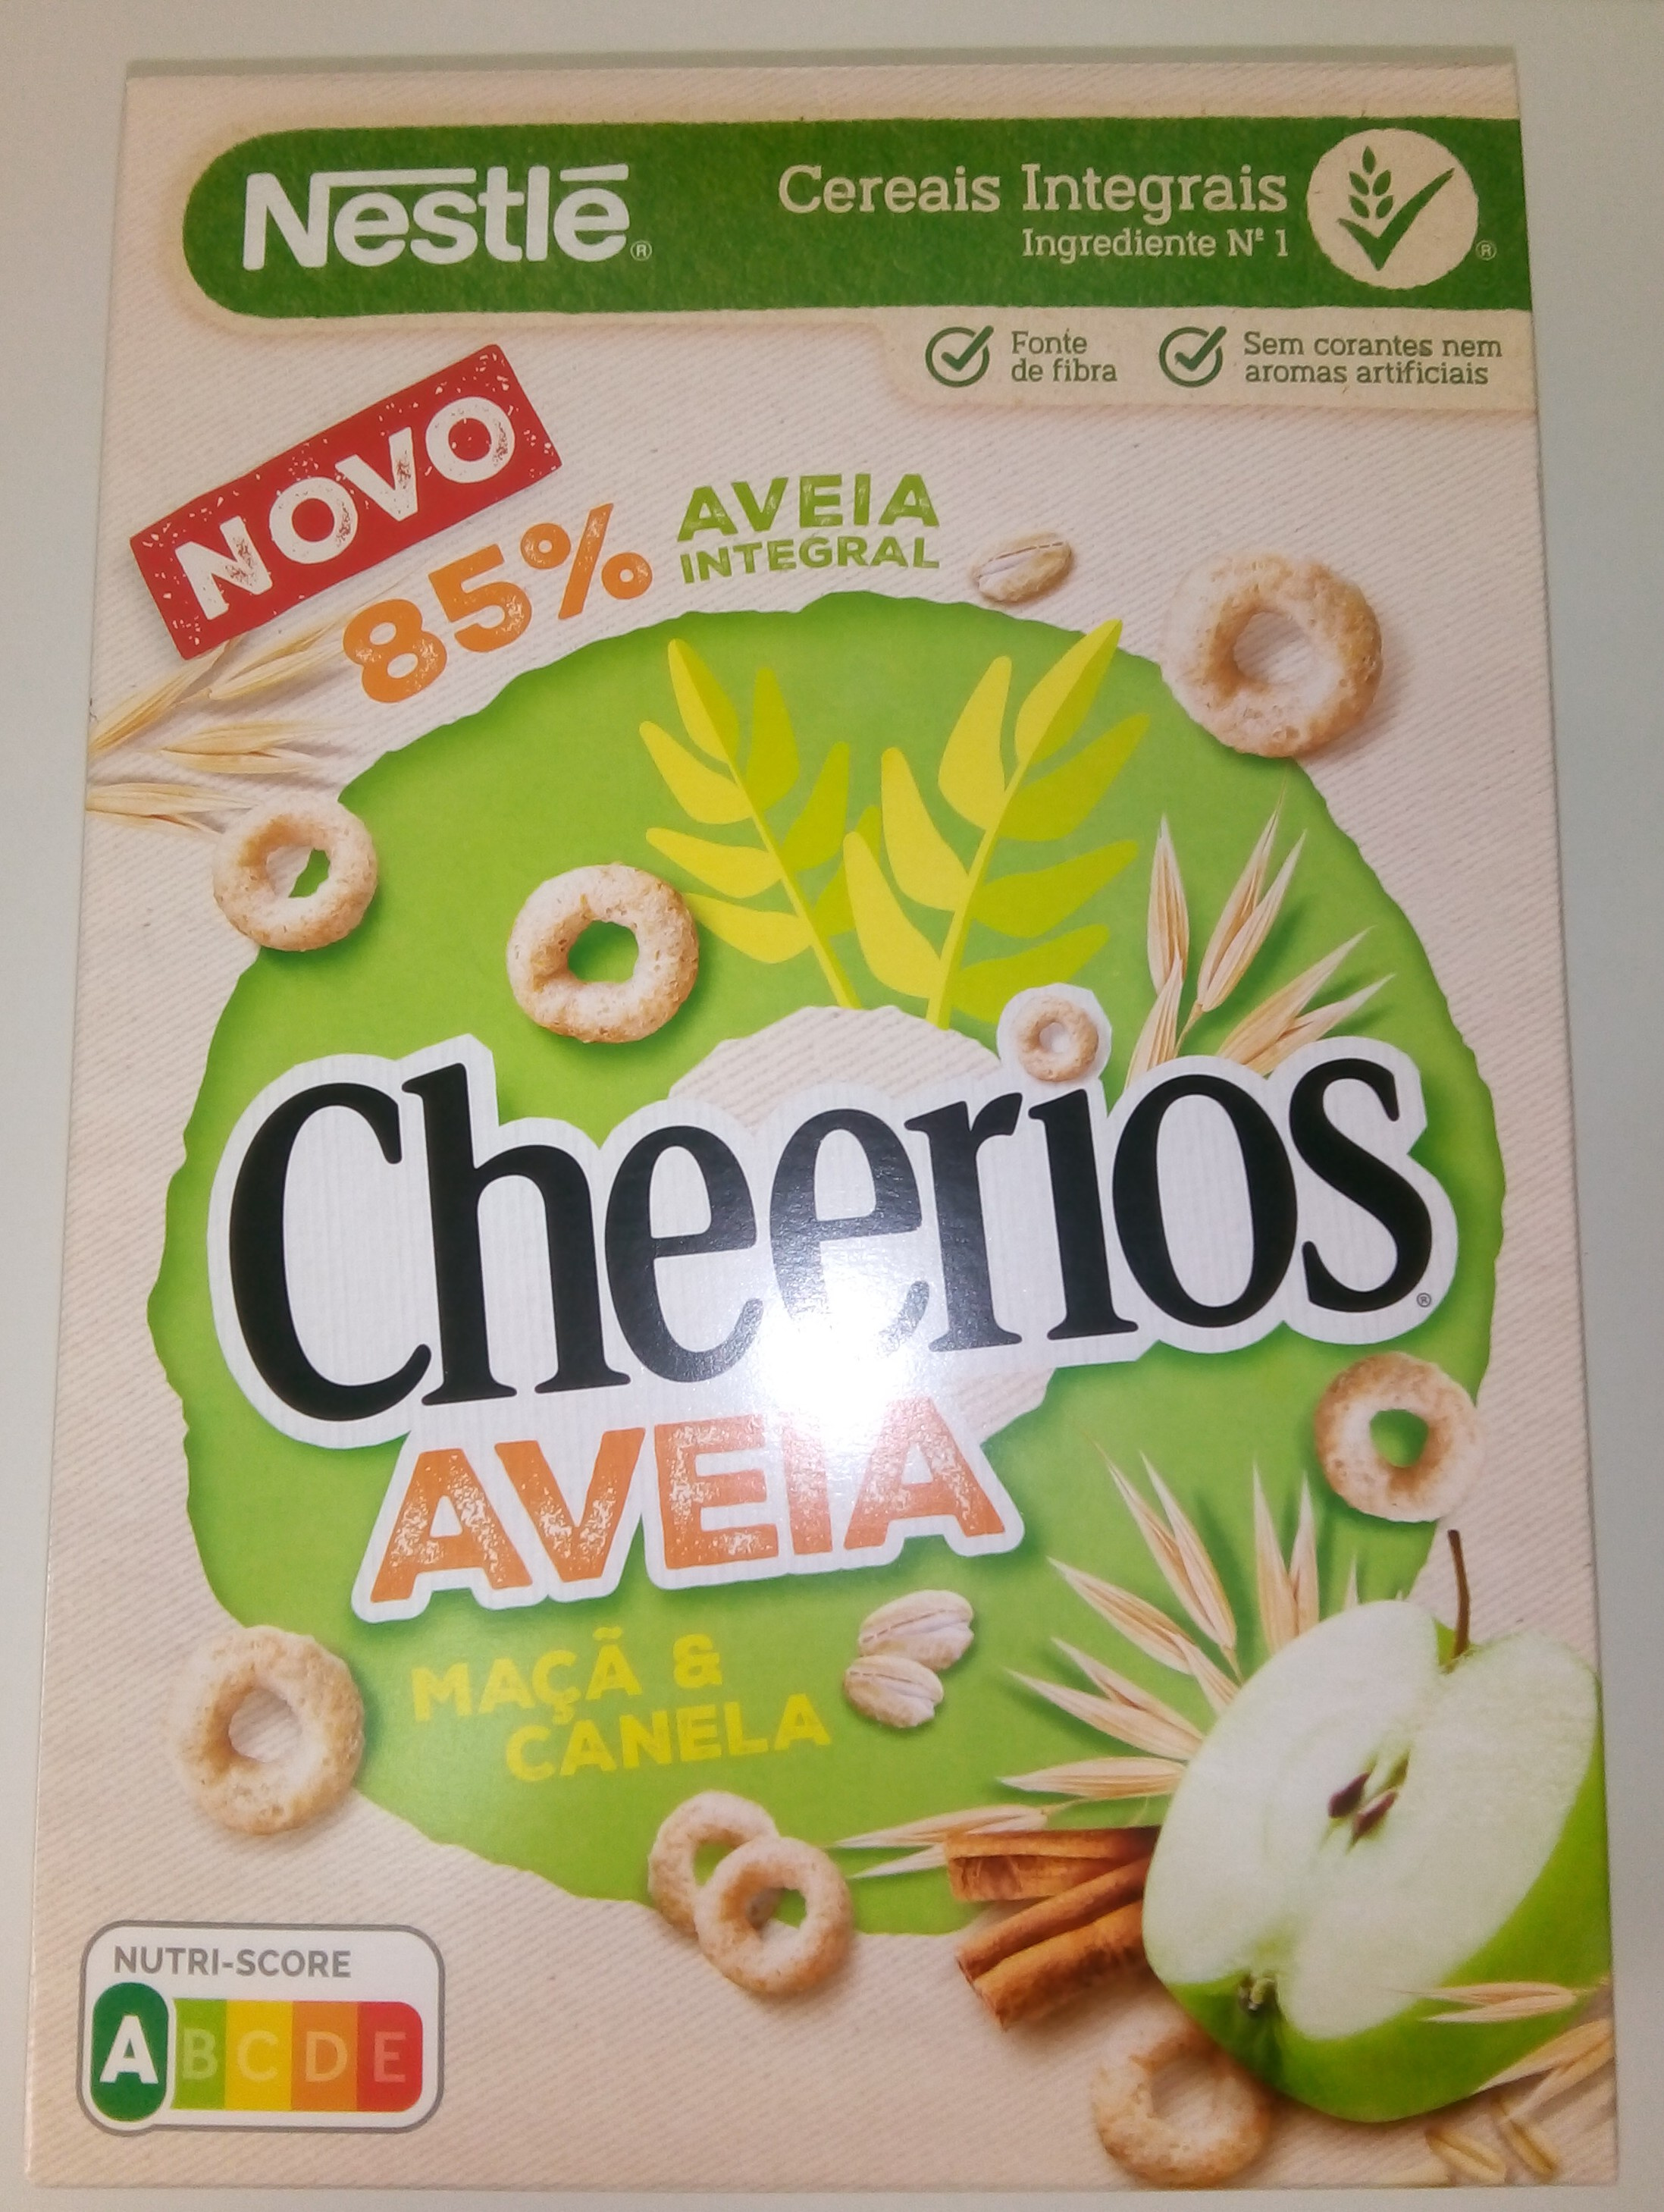 Nestlé®
Cereais Integrais
Ingrediente Nº 1
®
Fonte
de fibra
Sem corantes nem
aromas artificiais
NOVO
85%
AVEIA
INTEGRAL
Cheerios®
AVEIA
MAÇÃ &
CANELA
NUTRI-SCORE
A B C D E